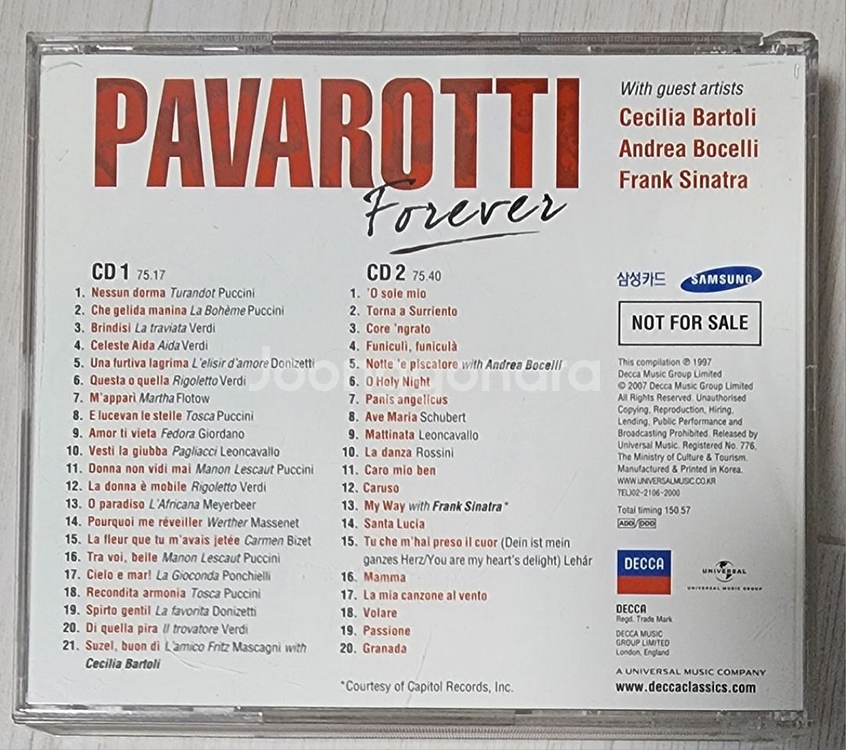 PAVAROTTI
Forever
With guest artists
Cecilia Bartoli
Andrea Bocelli
Frank Sinatra
CD 1 75.17
1. Nessun dorma Turandot Puccini
2. Che gelida manina La Bohème Puccini
3. Brindisi La traviata Verdi
4. Celeste Aida Aida Verdi
5. Una furtiva lagrima L'elisir d'amore Donizetti
6. Questa o quella Rigoletto Verdi
7. M'apparì Martha Flotow
8. E lucevan le stelle Tosca Puccini
9. Amor ti vieta Fedora Giordano
10. Vesti la giubba Pagliacci Leoncavallo
11. Donna non vidi mai Manon Lescaut Puccini
12. La donna è mobile Rigoletto Verdi
13. O paradiso L'Africana Meyerbeer
14. Pourquoi me réveiller Werther Massenet
15. La fleur que tu m'avais jetée Carmen Bizet
16. Tra voi, belle Manon Lescaut Puccini
17. Cielo e mar! La Gioconda Ponchielli
18. Recondita armonia Tosca Puccini
19. Spirto gentil La favorita Donizetti
20. Di quella pira Il trovatore Verdi
21. Suzel, buon dì L'amico Fritz Mascagni with
Cecilia Bartoli
CD 2 75.40
1. 'O sole mio
2. Torna a Surriento
3. Core 'ngrato
4. Funiculì, funiculà
5. Notte 'e piscatore with Andrea Bocelli
6. O Holy Night
7. Panis angelicus
8. Ave Maria Schubert
9. Mattinata Leoncavallo
10. La danza Rossini
11. Caro mio ben
12. Caruso
13. My Way with Frank Sinatra*
14. Santa Lucia
15. Tu che m'hai preso il cuor (Dein ist mein
ganzes Herz/You are my heart's delight) Lehár
16. Mamma
17. La mia canzone al vento
18. Volare
19. Passione
20. Granada
*Courtesy of Capitol Records, Inc.
삼성카드 SAMSUNG
NOT FOR SALE
This compilation ℗ 1997
Decca Music Group Limited
© 2007 Decca Music Group Limited
All Rights Reserved. Unauthorised
Copying, Reproduction, Hiring,
Lending, Public Performance and
Broadcasting Prohibited. Released by
Universal Music. Registered No. 776,
The Ministry of Culture & Tourism.
Manufactured & Printed in Korea.
WWW.UNIVERSALMUSIC.CO.KR
TEL)02-2106-2000
Total timing 150.57
ADD/DDD
DECCA
UNIVERSAL
UNIVERSAL MUSIC GROUP
DECCA
Regd. Trade Mark
DECCA MUSIC
GROUP LIMITED
London, England
A UNIVERSAL MUSIC COMPANY
www.deccaclassics.com
Joonggonara